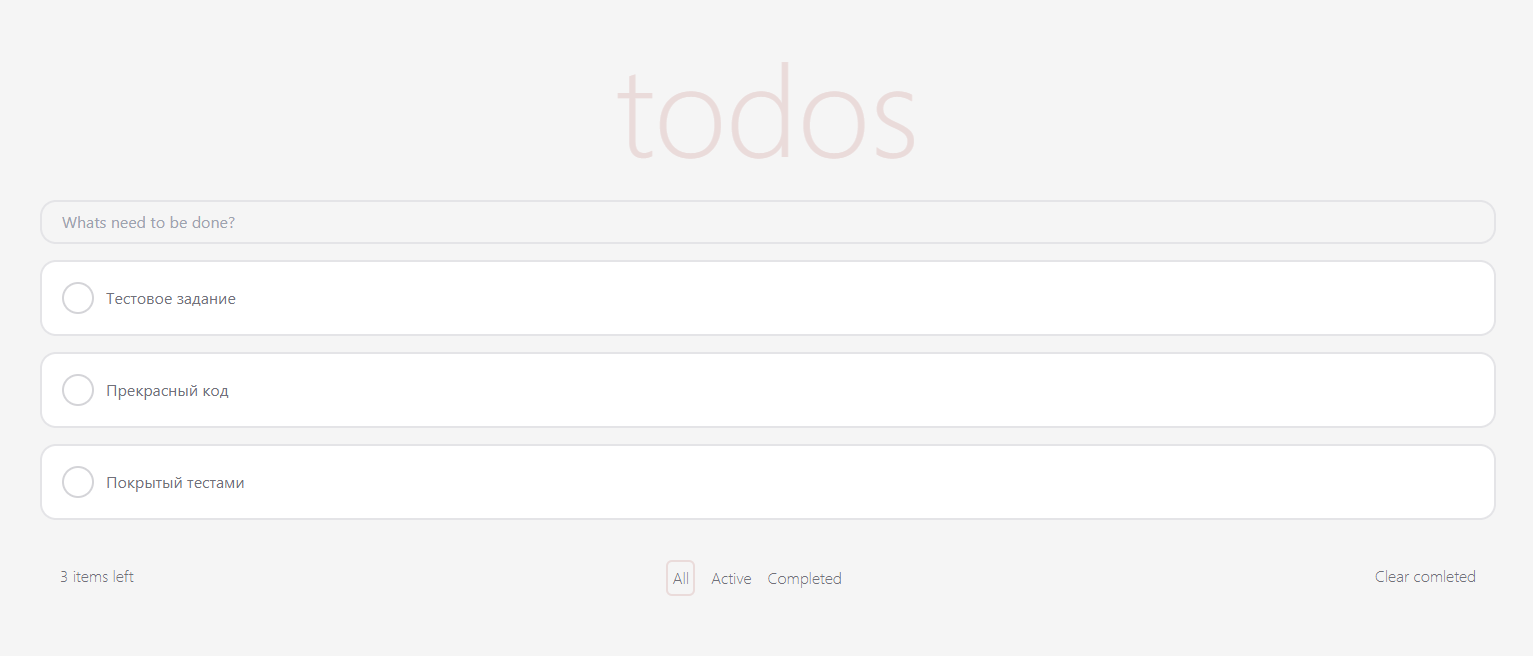 todos
Whats need to be done?
Тестовое задание
Прекрасный код
Покрытый тестами
3 items left All Active Completed Clear comleted